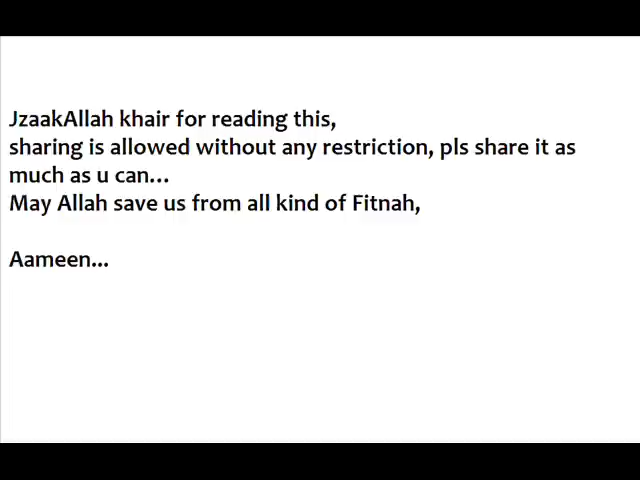 JzaakAllah khair for reading this,
sharing is allowed without any restriction, pls share it as
much as u can...
May Allah save us from all kind of Fitnah,
Aameen...